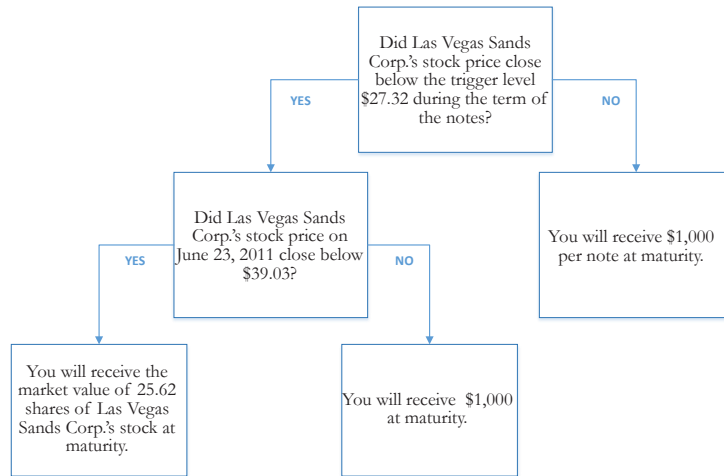 Did Las Vegas Sands
Corp.'s stock price close
below the trigger level
$27.32 during the term of
the notes?
YES
NO
Did Las Vegas Sands
Corp.'s stock price on
June 23, 2011 close below
$39.03?
You will receive $1,000
per note at maturity.
YES
NO
You will receive the
market value of 25.62
shares of Las Vegas
Sands Corp.'s stock at
maturity.
You will receive $1,000
at maturity.